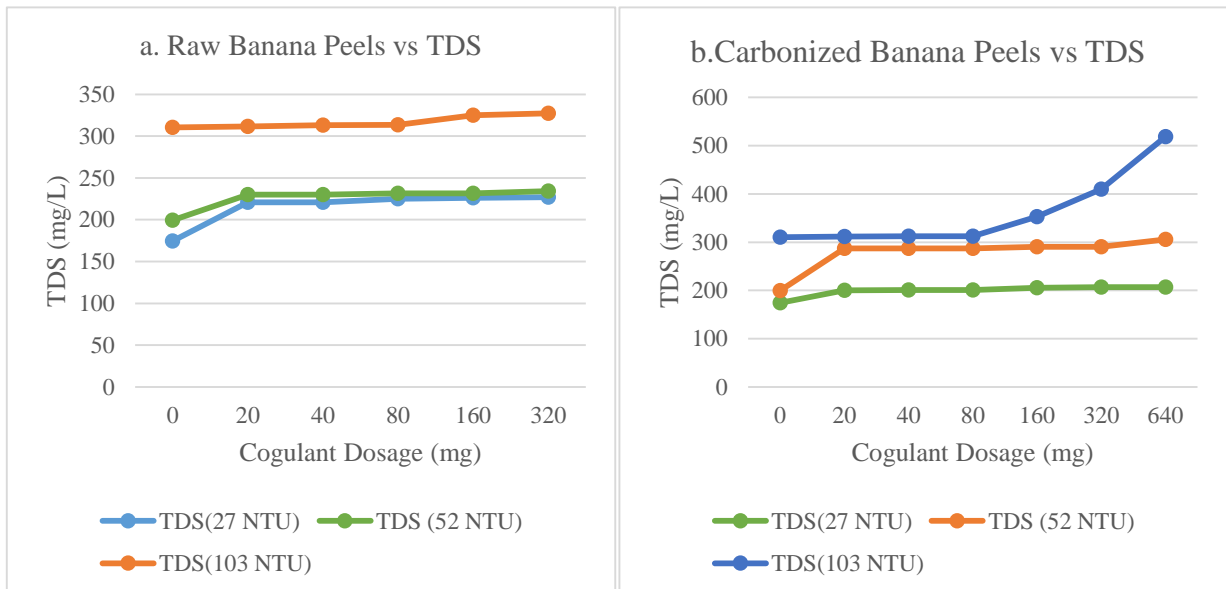 a. Raw Banana Peels vs TDS
350
300
250
200
150
100
50
0
TDS (mg/L)
0 20 40 80 160 320
Cogulant Dosage (mg)
TDS(27 NTU) TDS (52 NTU)
TDS(103 NTU)
b.Carbonized Banana Peels vs TDS
600
500
400
300
200
100
0
TDS (mg/L)
0 20 40 80 160 320 640
Cogulant Dosage (mg)
TDS(27 NTU) TDS (52 NTU)
TDS(103 NTU)